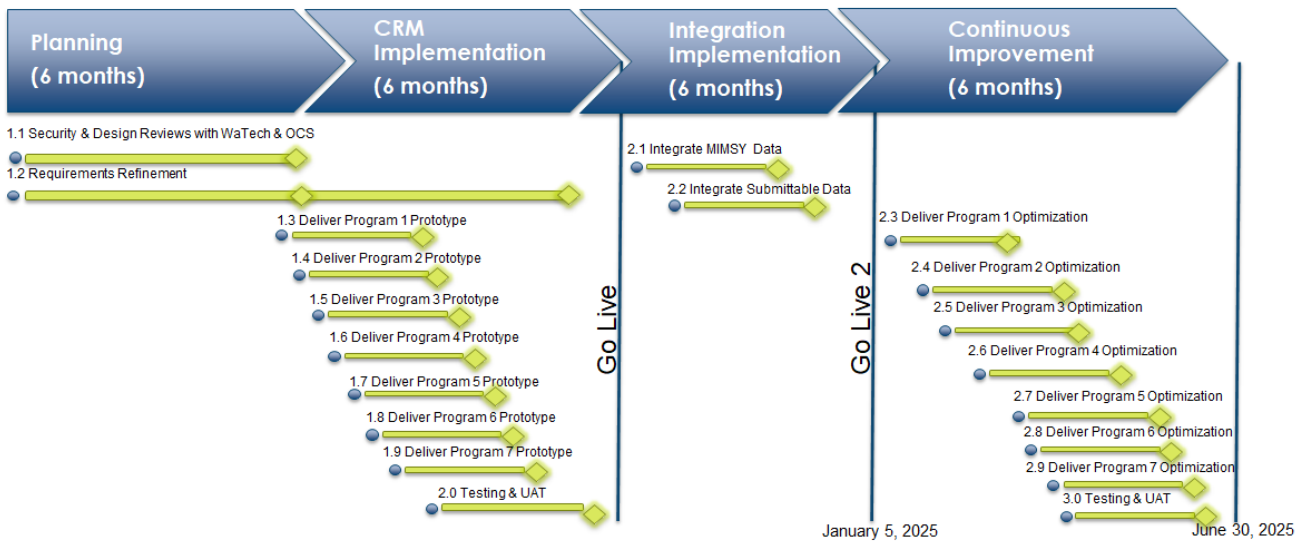 Planning
(6 months)
CRM
Implementation
(6 months)
Integration
Implementation
(6 months)
Continuous
Improvement
(6 months)
1.1 Security & Design Reviews with WaTech & OCS
1.2 Requirements Refinement
1.3 Deliver Program 1 Prototype
1.4 Deliver Program 2 Prototype
1.5 Deliver Program 3 Prototype
1.6 Deliver Program 4 Prototype
1.7 Deliver Program 5 Prototype
1.8 Deliver Program 6 Prototype
1.9 Deliver Program 7 Prototype
2.0 Testing & UAT
Go Live
2.1 Integrate MIMSY Data
2.2 Integrate Submittable Data
Go Live 2
January 5, 2025
2.3 Deliver Program 1 Optimization
2.4 Deliver Program 2 Optimization
2.5 Deliver Program 3 Optimization
2.6 Deliver Program 4 Optimization
2.7 Deliver Program 5 Optimization
2.8 Deliver Program 6 Optimization
2.9 Deliver Program 7 Optimization
3.0 Testing & UAT
June 30, 2025